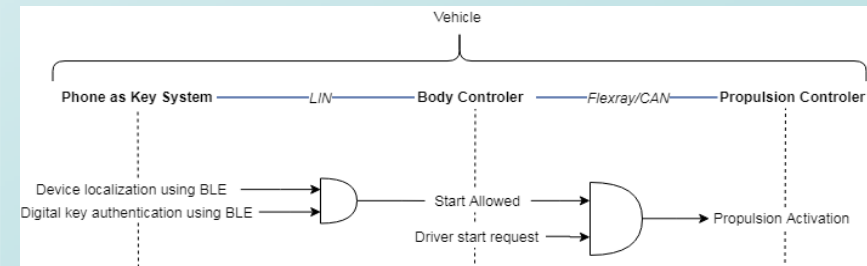 Vehicle
Phone as Key System LIN Body Controler Flexray/CAN Propulsion Controler
Device localization using BLE
Digital key authentication using BLE
Start Allowed
Driver start request
Propulsion Activation